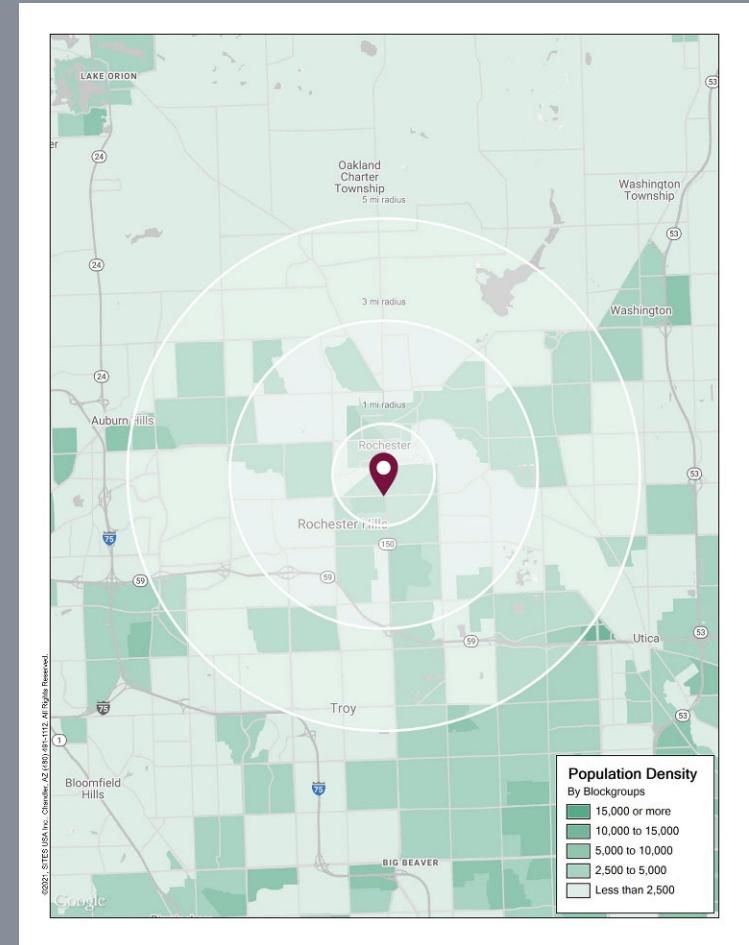 LAKE ORION
53
24
Oakland
Charter
Township
5 mi radius
Washington
Township
53
24
3 mi radius
Washington
24
1 mi radius
Auburn Hills
Rochester
53
Rochester Hills
75
150
59
59
59
Utica
53
75
Troy
53
1
Bloomfield
Hills
75
BIG BEAVER
Google
Population Density
By Blockgroups
15,000 or more
10,000 to 15,000
5,000 to 10,000
2,500 to 5,000
Less than 2,500
©2021, SITES USA Inc. Chandler, AZ (480) 491-1112. All Rights Reserved.